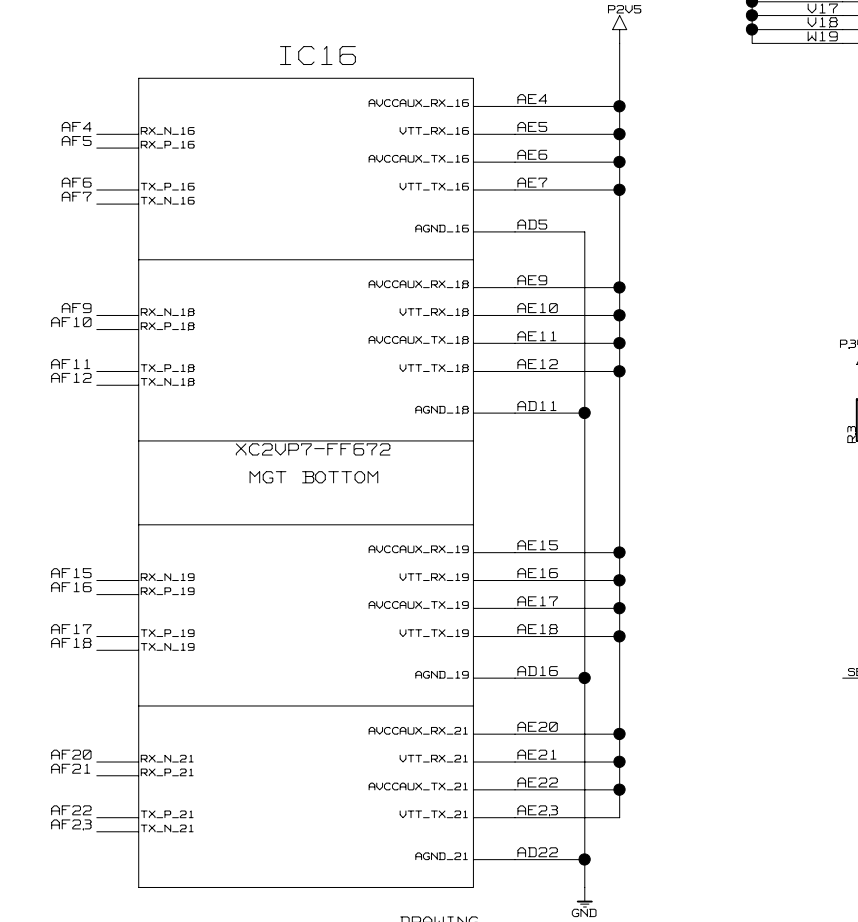 P2V5
V17
V18
W19
IC16
AVCCAUX_RX_16 AE4
AF4 RX_N_16 VTT_RX_16 AE5
AF5 RX_P_16
AVCCAUX_TX_16 AE6
AF6 TX_P_16 VTT_TX_16 AE7
AF7 TX_N_16
AGND_16 AD5
AVCCAUX_RX_18 AE9
AF9 RX_N_18 VTT_RX_18 AE10
AF10 RX_P_18
AVCCAUX_TX_18 AE11
AF11 TX_P_18 VTT_TX_18 AE12
AF12 TX_N_18
AGND_18 AD11
XC2VP7-FF672
MGT BOTTOM
AVCCAUX_RX_19 AE15
AF15 RX_N_19 VTT_RX_19 AE16
AF16 RX_P_19
AVCCAUX_TX_19 AE17
AF17 TX_P_19 VTT_TX_19 AE18
AF18 TX_N_19
AGND_19 AD16
AVCCAUX_RX_21 AE20
AF20 RX_N_21 VTT_RX_21 AE21
AF21 RX_P_21
AVCCAUX_TX_21 AE22
AF22 TX_P_21 VTT_TX_21 AE23
AF23 TX_N_21
AGND_21 AD22
GND
DRAWING